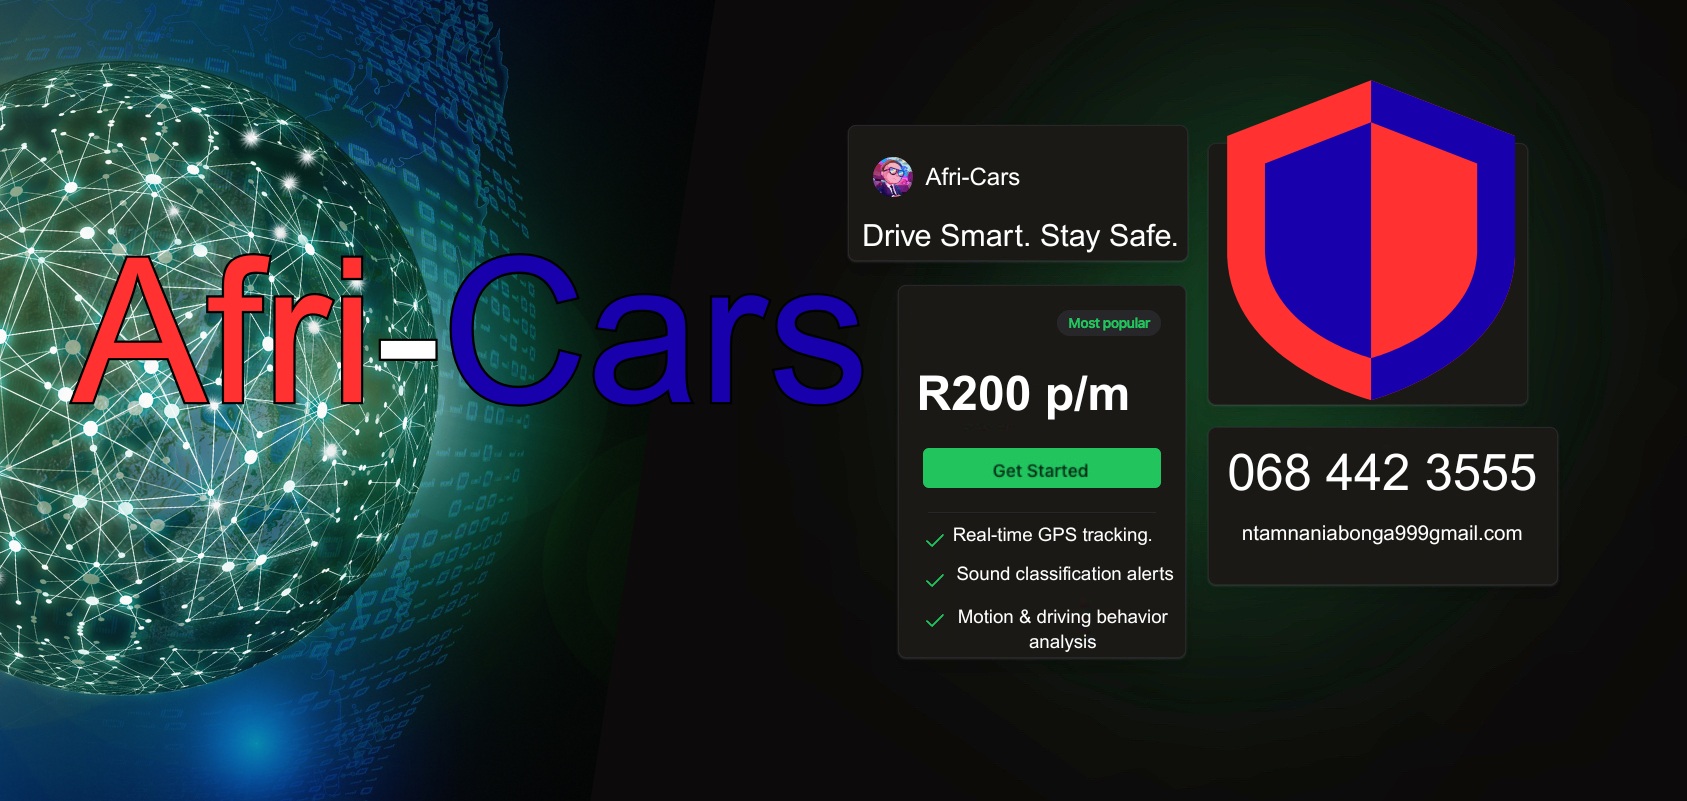 Afri-Cars
Afri-Cars
Drive Smart. Stay Safe.
Most popular
R200 p/m
Get Started
Real-time GPS tracking.
Sound classification alerts
Motion & driving behavior
analysis
068 442 3555
ntamnaniabonga999gmail.com